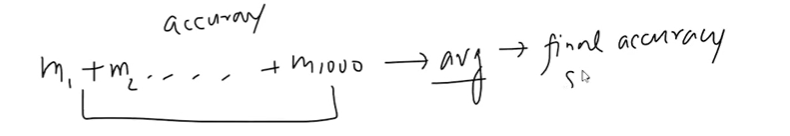 accuracy
m₁ + m₂ . . . . + m1000 → avg → final accuracy
s